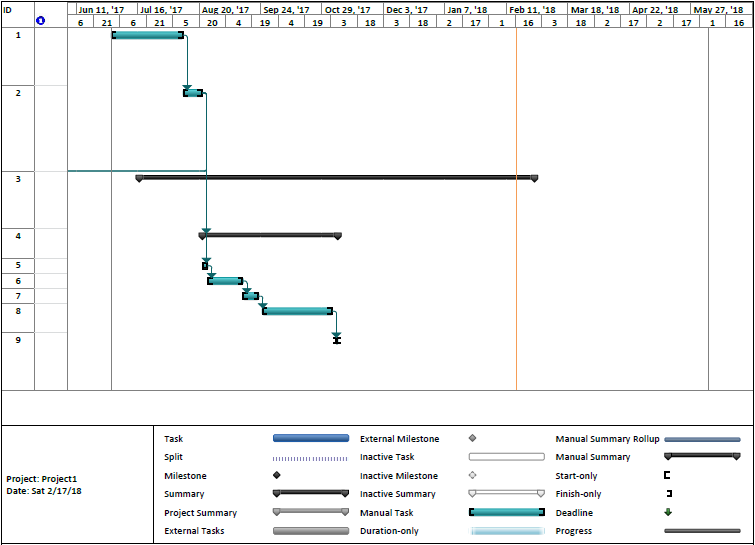 ID Jun 11, '17 Jul 16, '17 Aug 20, '17 Sep 24, '17 Oct 29, '17 Dec 3, '17 Jan 7, '18 Feb 11, '18 Mar 18, '18 Apr 22, '18 May 27, '18
6 21 6 21 5 20 4 19 4 19 3 18 3 18 2 17 1 16 3 18 2 17 2 17 1 16
1
2
3
4
5
6
7
8
9
Task External Milestone Manual Summary Rollup
Split Inactive Task Manual Summary
Milestone Inactive Milestone Start-only
Summary Inactive Summary Finish-only
Project Summary Manual Task Deadline
External Tasks Duration-only Progress
Project: Project1
Date: Sat 2/17/18